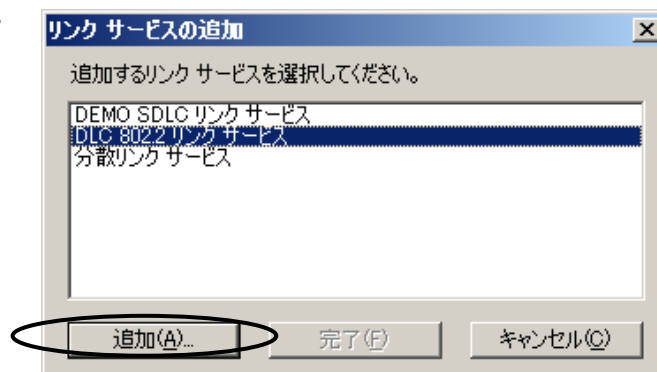 リンク サービスの追加
追加するリンク サービスを選択してください。
DEMO SDLC リンク サービス
DLC 802.2 リンク サービス
分散リンク サービス
追加(A)... 完了(F) キャンセル(C)